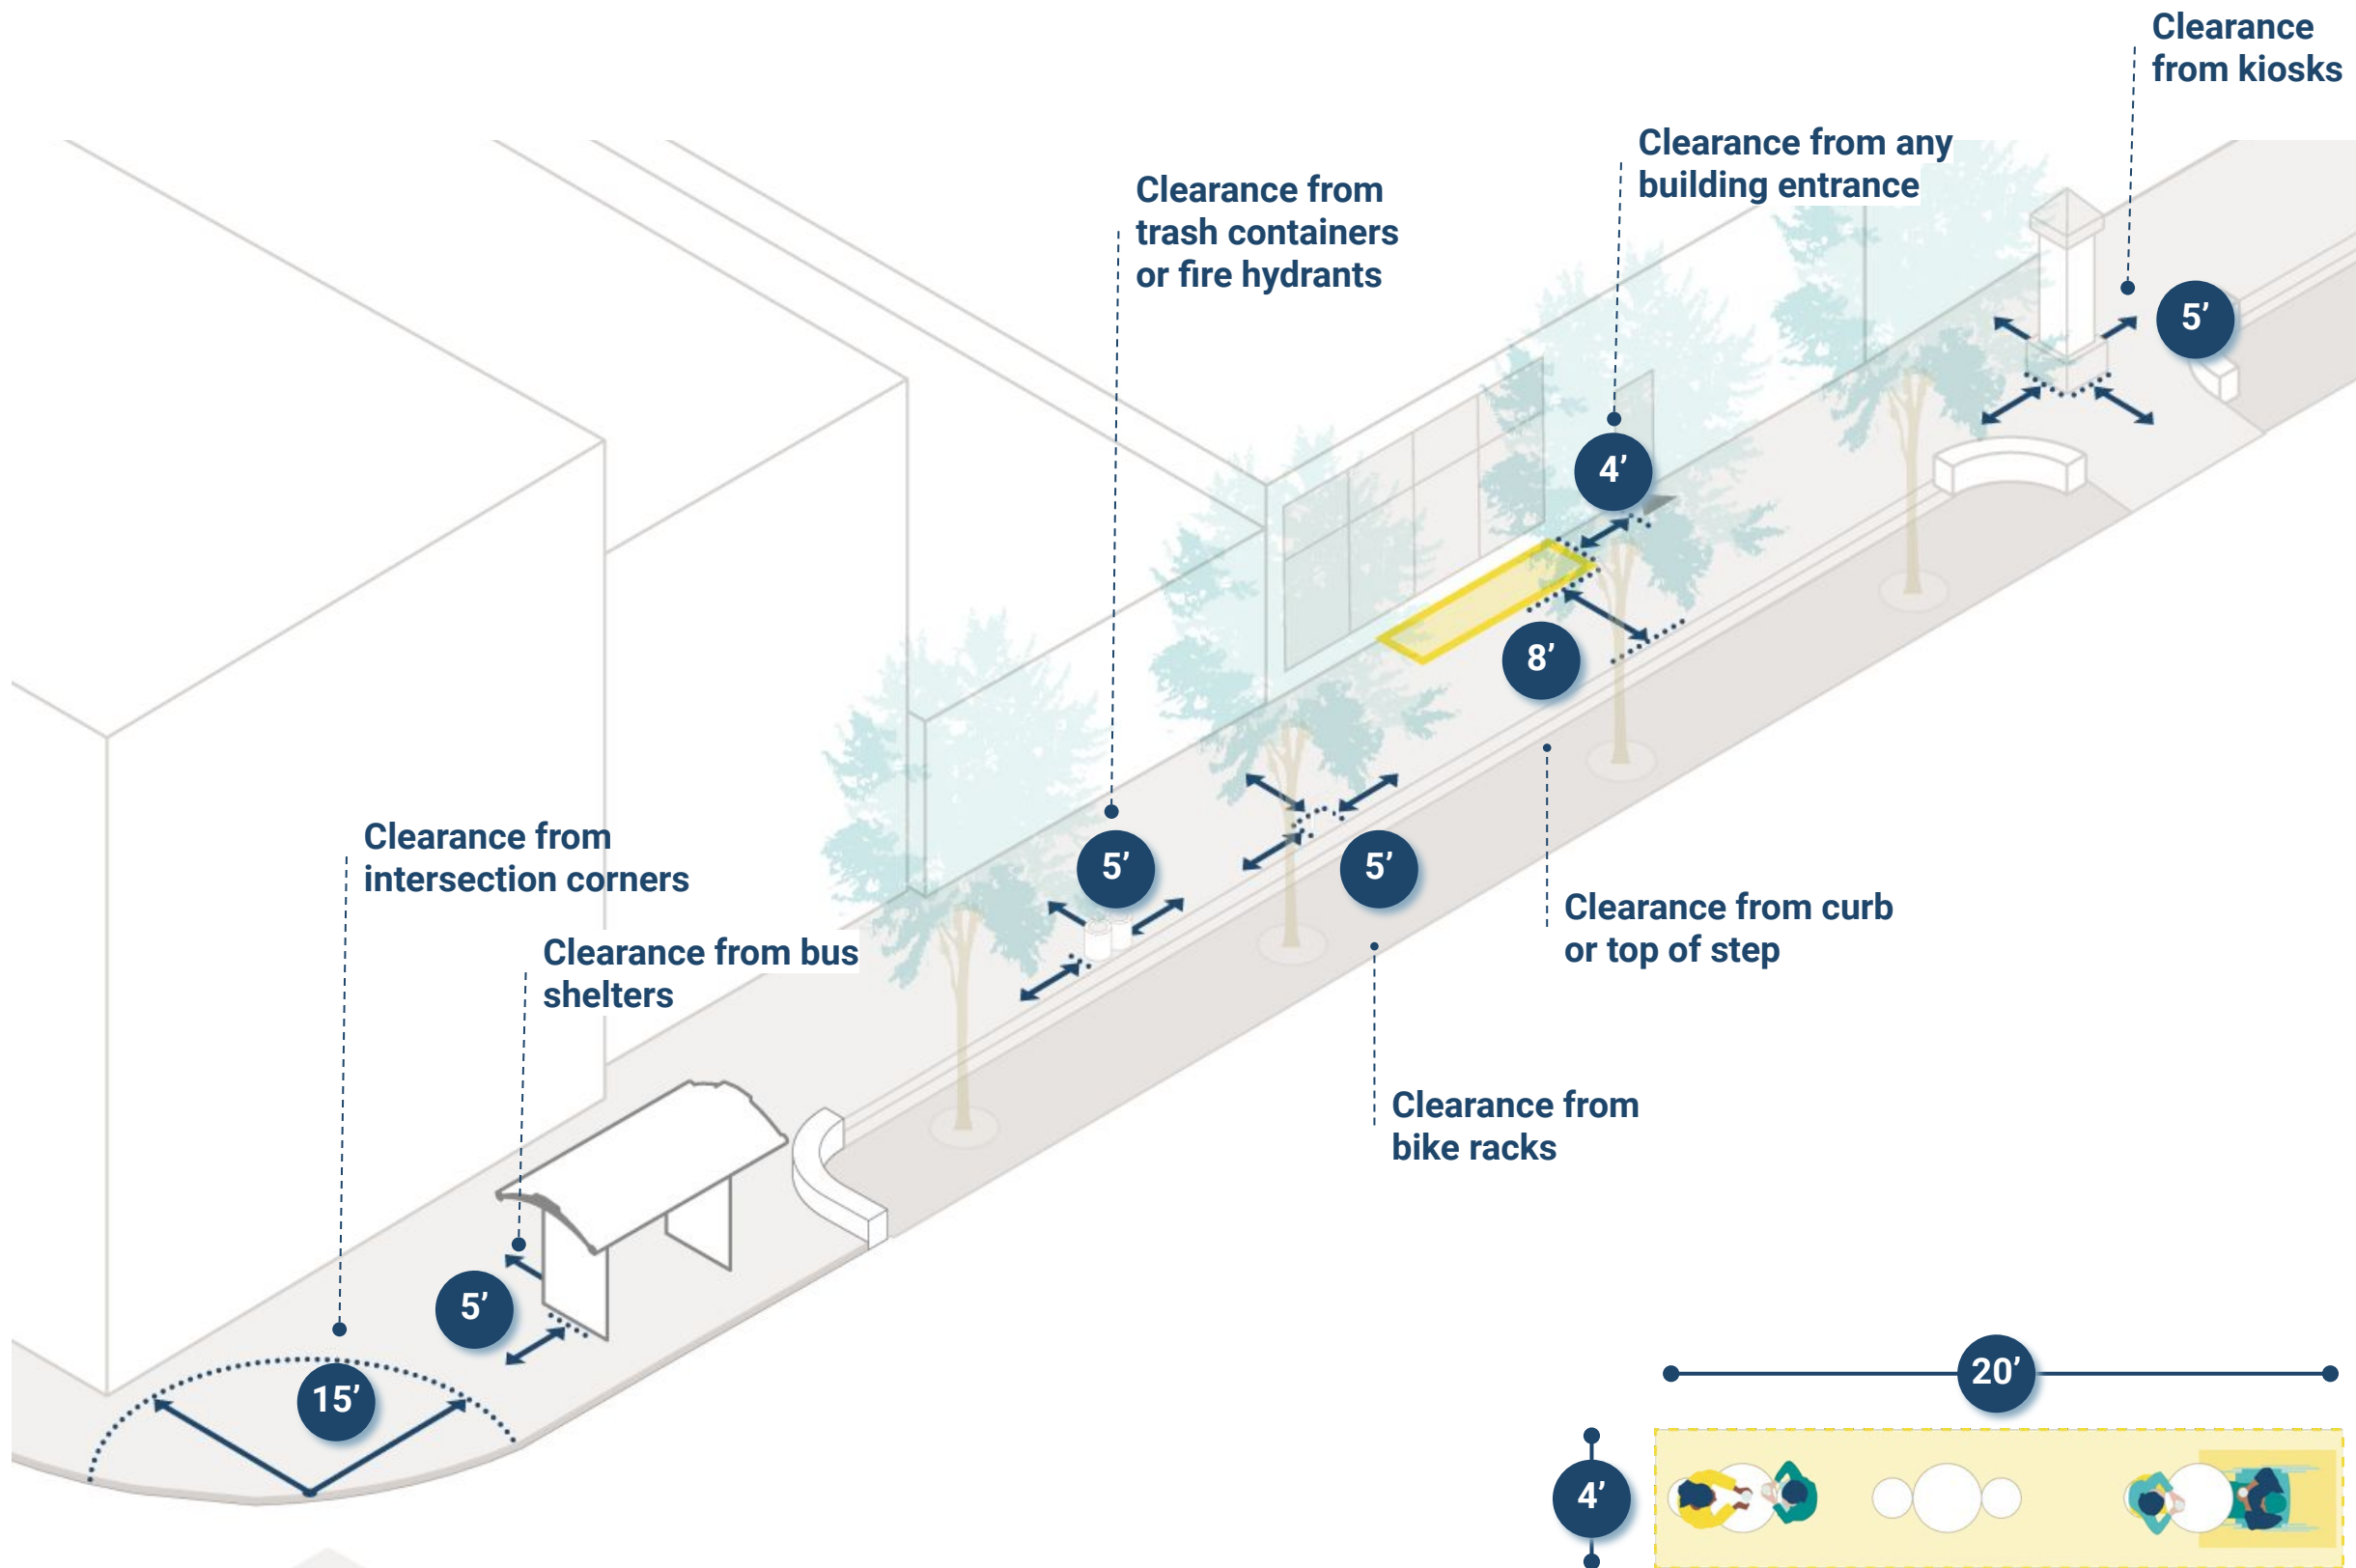 Clearance
from kiosks
Clearance from any
building entrance
Clearance from
trash containers
or fire hydrants
5’
4’
8’
Clearance from
intersection corners
5’
5’
Clearance from curb
or top of step
Clearance from bus
shelters
Clearance from
bike racks
5’
15’
20’
4’